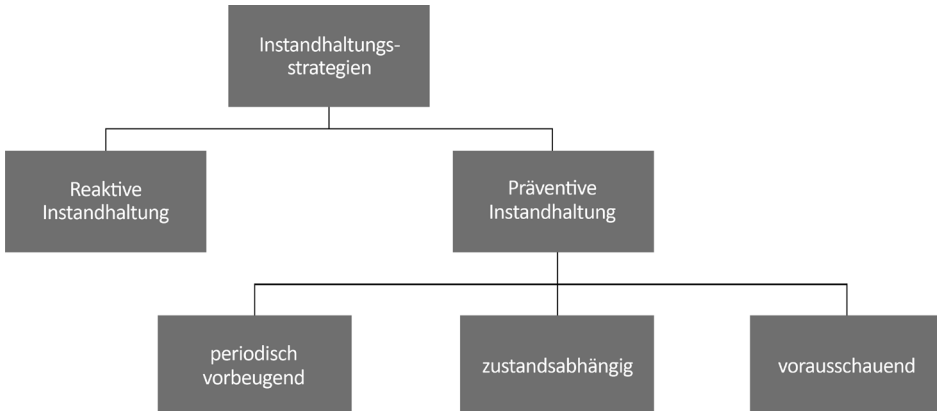 Instandhaltungs-
strategien
Reaktive
Instandhaltung
Präventive
Instandhaltung
periodisch
vorbeugend
zustandsabhängig
vorausschauend